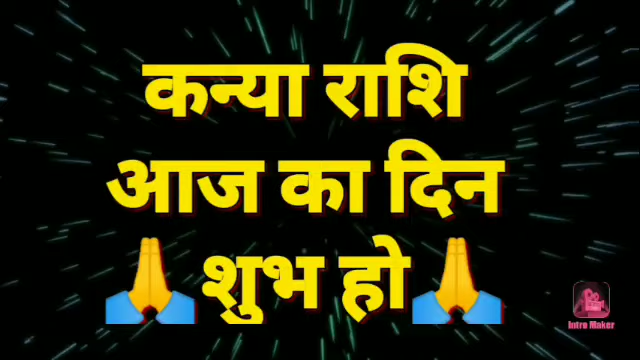 कन्या राशि
आज का दिन
🙏शुभ हो🙏
Intro Maker